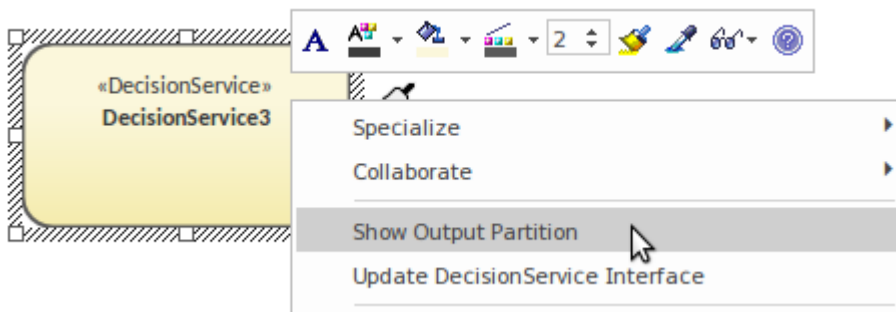 A
2
«DecisionService»
DecisionService3
Specialize
Collaborate
Show Output Partition
Update DecisionService Interface